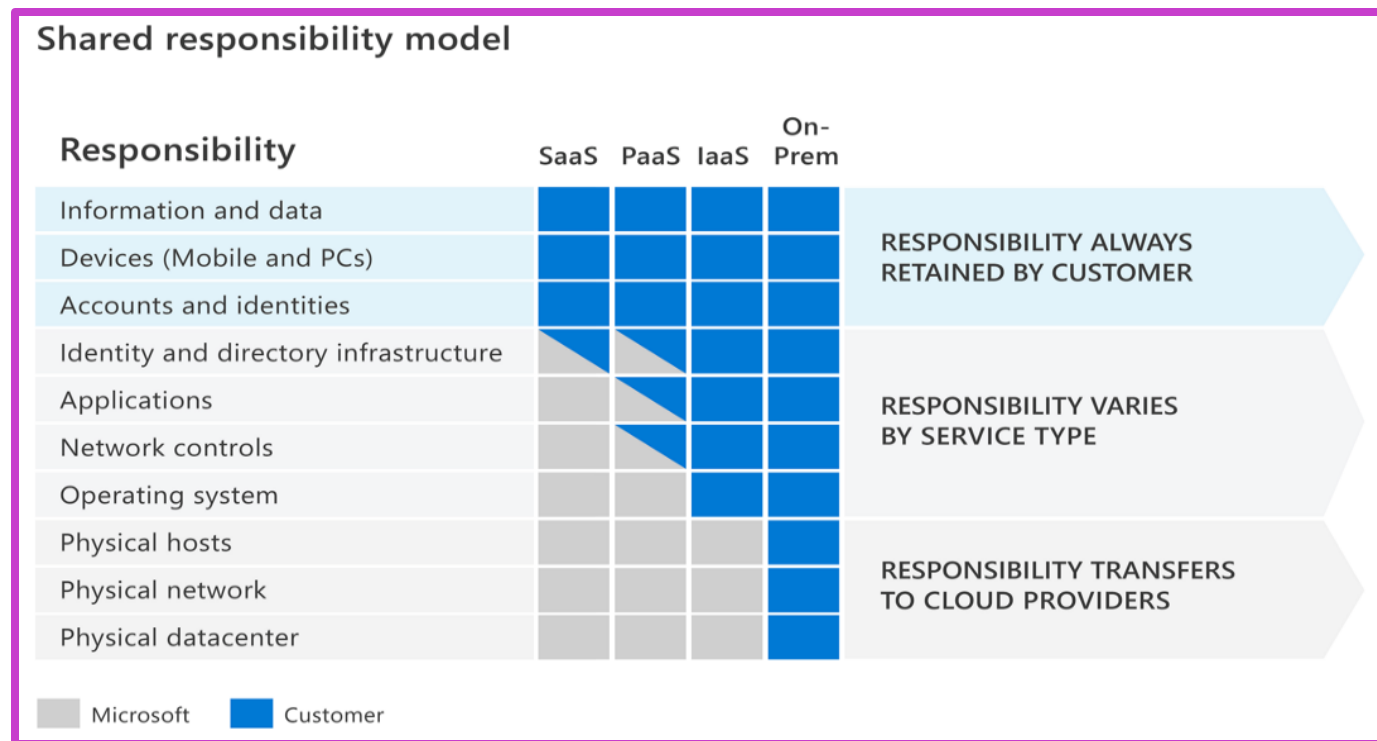 Shared responsibility model
Responsibility
SaaS PaaS IaaS On-
Prem
Information and data
Devices (Mobile and PCs)
Accounts and identities
RESPONSIBILITY ALWAYS
RETAINED BY CUSTOMER
Identity and directory infrastructure
Applications
Network controls
Operating system
RESPONSIBILITY VARIES
BY SERVICE TYPE
Physical hosts
Physical network
Physical datacenter
RESPONSIBILITY TRANSFERS
TO CLOUD PROVIDERS
Microsoft Customer